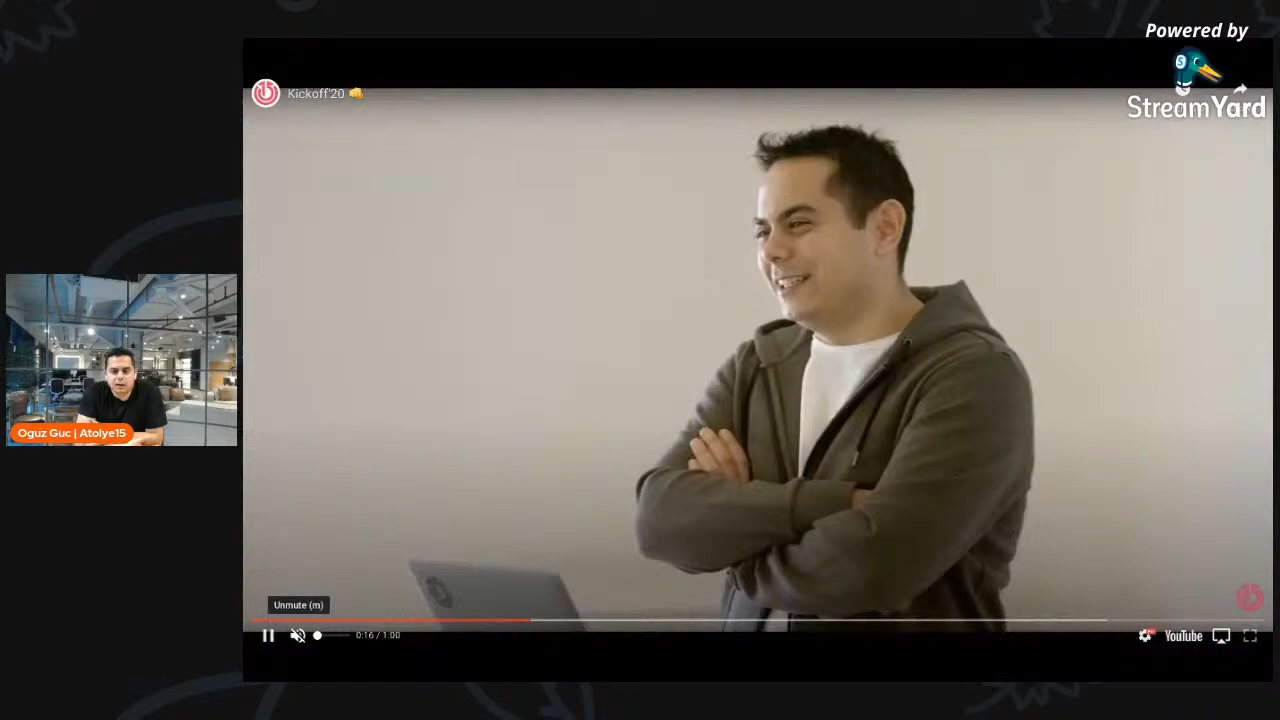 Powered by
StreamYard
Kickoff'20 👊
Oguz Guc | Atolye15
Unmute (m)
0:16 / 1:00
YouTube